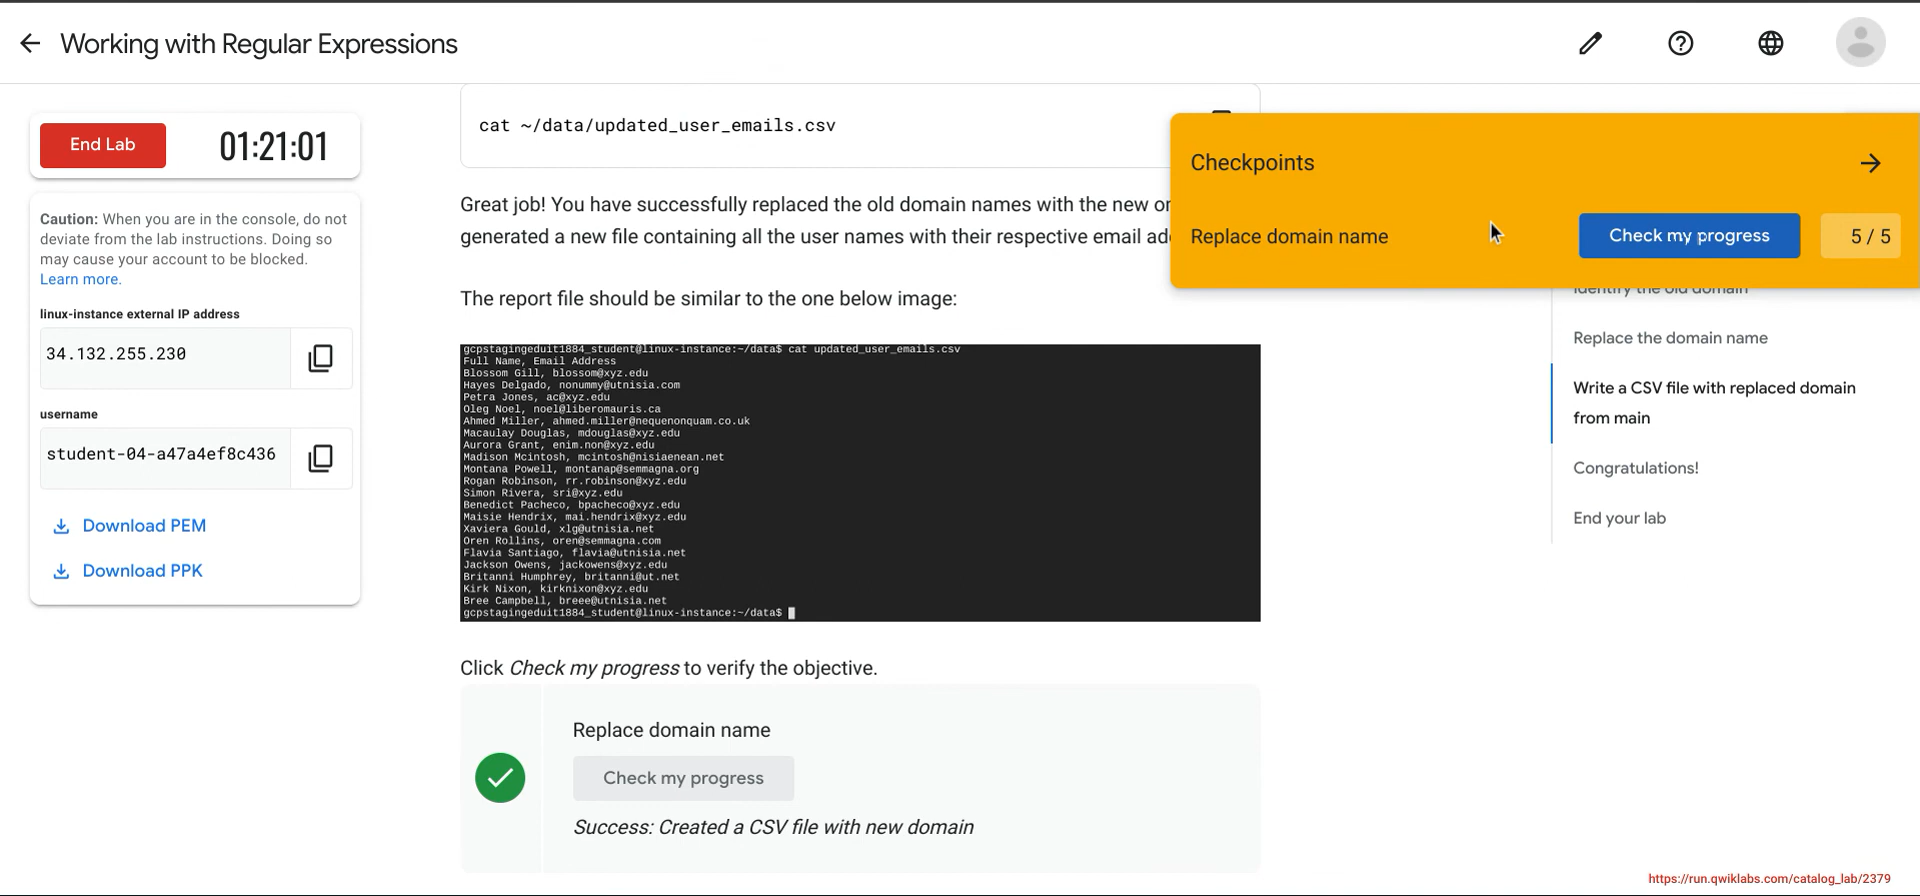 Working with Regular Expressions
End Lab
01:21:01
Caution: When you are in the console, do not
deviate from the lab instructions. Doing so
may cause your account to be blocked.
Learn more.
linux-instance external IP address
34.132.255.230
username
student-04-a47a4ef8c436
Download PEM
Download PPK
cat ~/data/updated_user_emails.csv
Great job! You have successfully replaced the old domain names with the new
generated a new file containing all the user names with their respective email
The report file should be similar to the one below image:
gcpstagingeduit1884_student@linux-instance:~/data$ cat updated_user_emails.csv
Full Name, Email Address
Blossom Gill, blossom@xyz.edu
Hayes Delgado, nonummy@utnisia.com
Petra Jones, ac@xyz.edu
Oleg Noel, noel@liberomauris.ca
Ahmed Miller, ahmed.miller@nequenonquam.co.uk
Macaulay Douglas, mdouglas@xyz.edu
Aurora Grant, enim.non@xyz.edu
Madison Mcintosh, mcintosh@nisiaenean.net
Montana Powell, montanap@semmagna.org
Rogan Robinson, rr.robinson@xyz.edu
Simon Rivera, sri@xyz.edu
Benedict Pacheco, bpacheco@xyz.edu
Maisie Hendrix, mai.hendrix@xyz.edu
Xaviera Gould, xlg@utnisia.net
Oren Rollins, oren@semmagna.com
Flavia Santiago, flavia@utnisia.net
Jackson Owens, jackowens@xyz.edu
Britanni Humphrey, britanni@ut.net
Kirk Nixon, kirknixon@xyz.edu
Bree Campbell, breee@utnisia.net
gcpstagingeduit1884_student@linux-instance:~/data$
Click Check my progress to verify the objective.
Replace domain name
Check my progress
Success: Created a CSV file with new domain
Checkpoints
Replace domain name
Check my progress
5 / 5
Identify the old domain
Replace the domain name
Write a CSV file with replaced domain
from main
Congratulations!
End your lab
https://run.qwiklabs.com/catalog_lab/2379